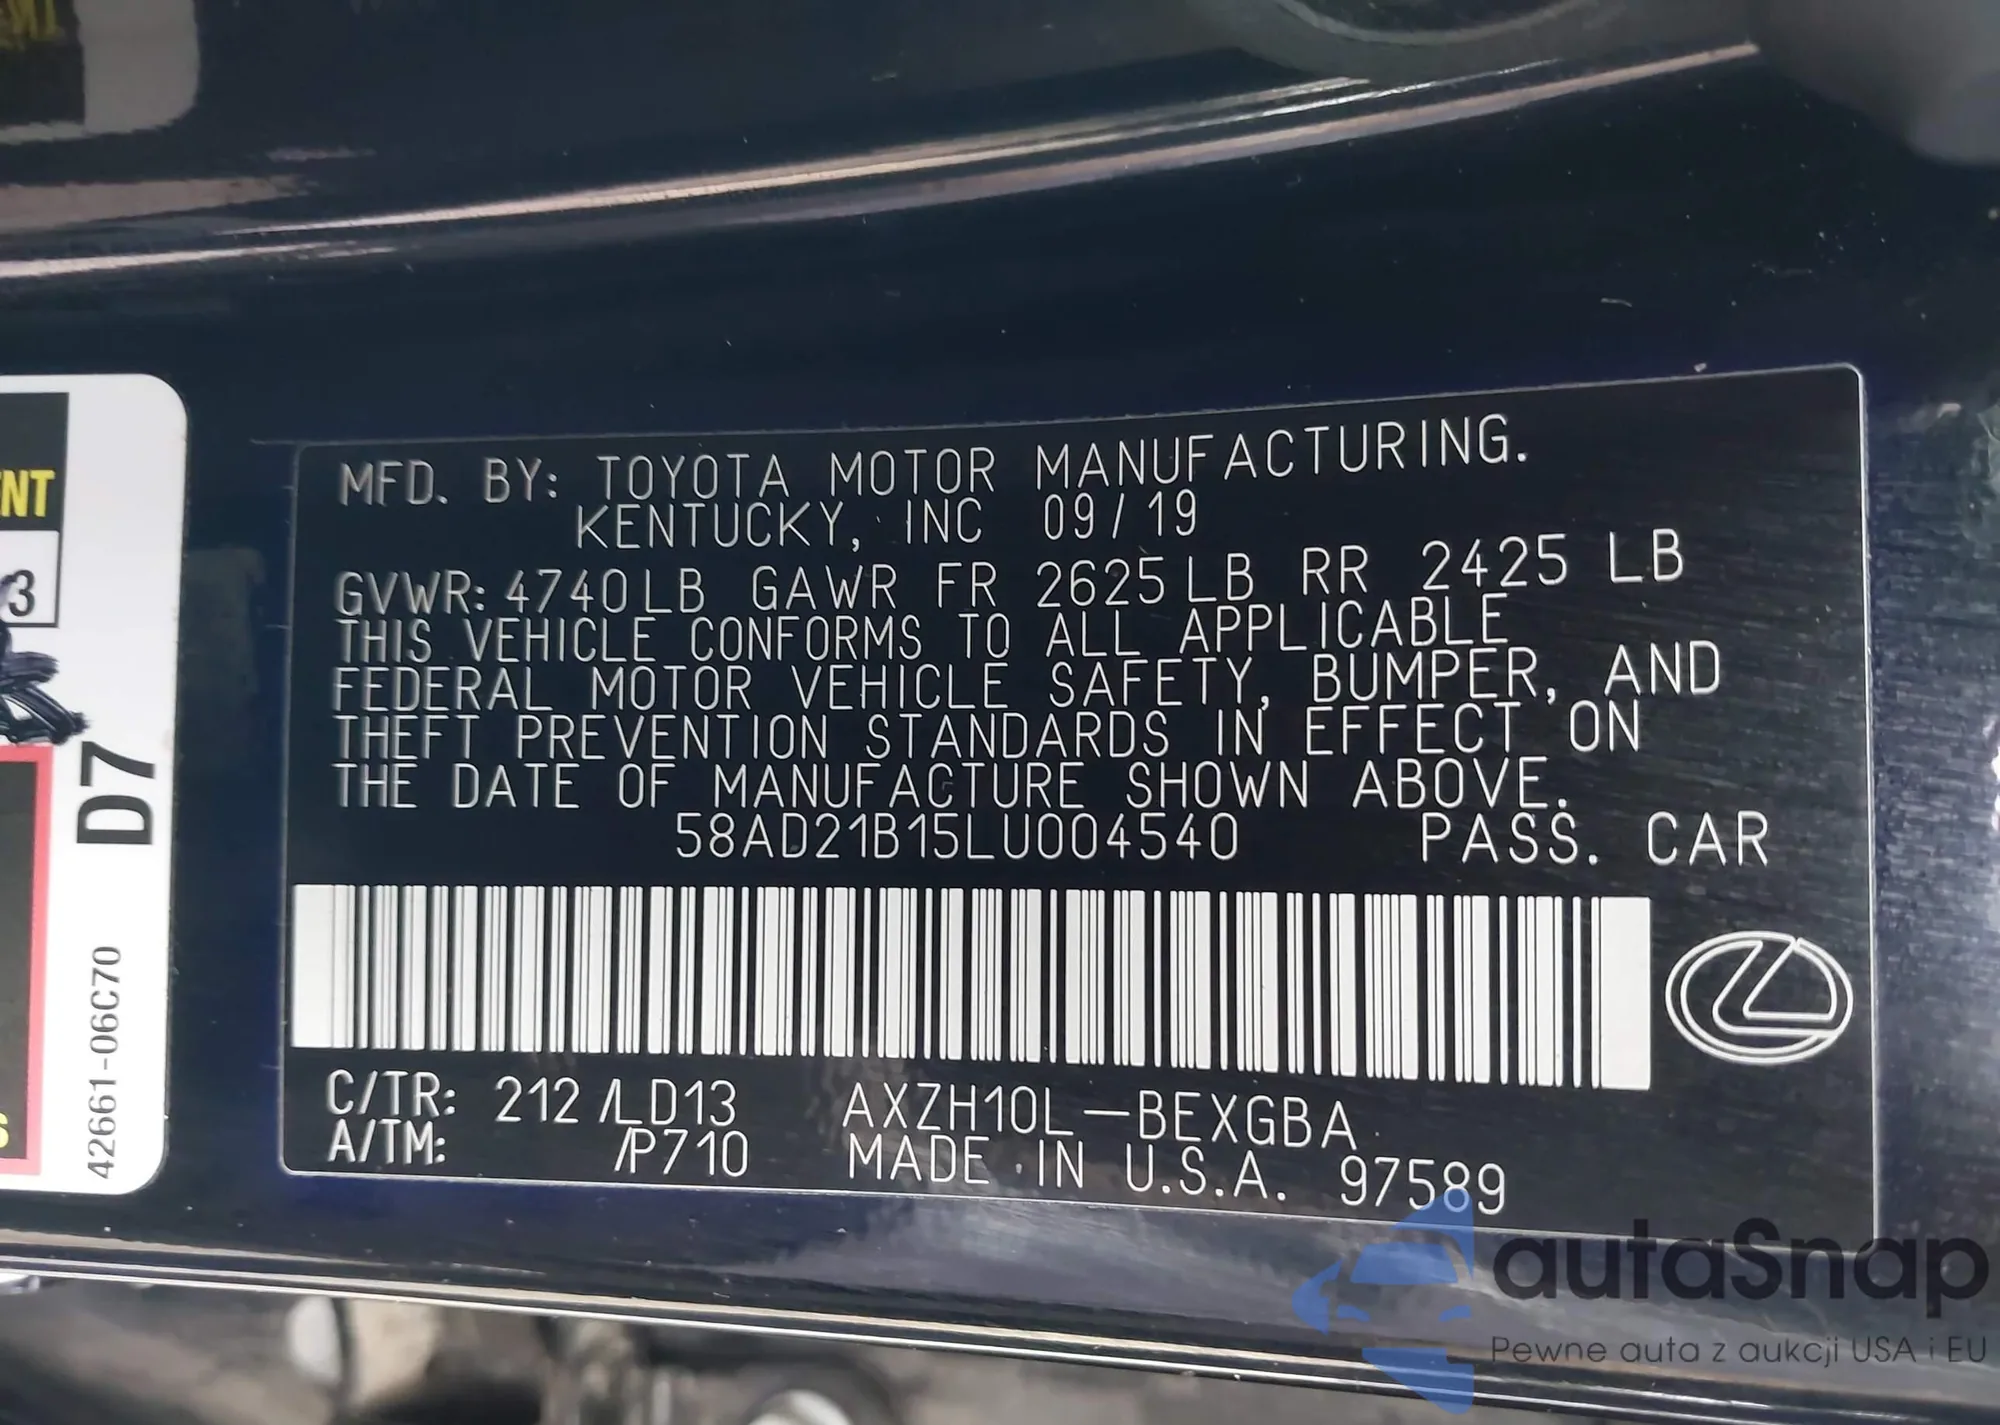 MFD. BY: TOYOTA MOTOR MANUFACTURING.
KENTUCKY, INC 09/19
GVWR: 4740LB GAWR FR 2625LB RR 2425 LB
THIS VEHICLE CONFORMS TO ALL APPLICABLE
FEDERAL MOTOR VEHICLE SAFETY, BUMPER, AND
THEFT PREVENTION STANDARDS IN EFFECT ON
THE DATE OF MANUFACTURE SHOWN ABOVE.
58AD21B15LU004540 PASS. CAR
C/TR: 212 /LD13 AXZH10L-BEXGBA
A/TM: /P710 MADE IN U.S.A. 97589
NT
3
D7
42661-06C70
S
autaSnap
Pewne auta z aukcji USA i EU